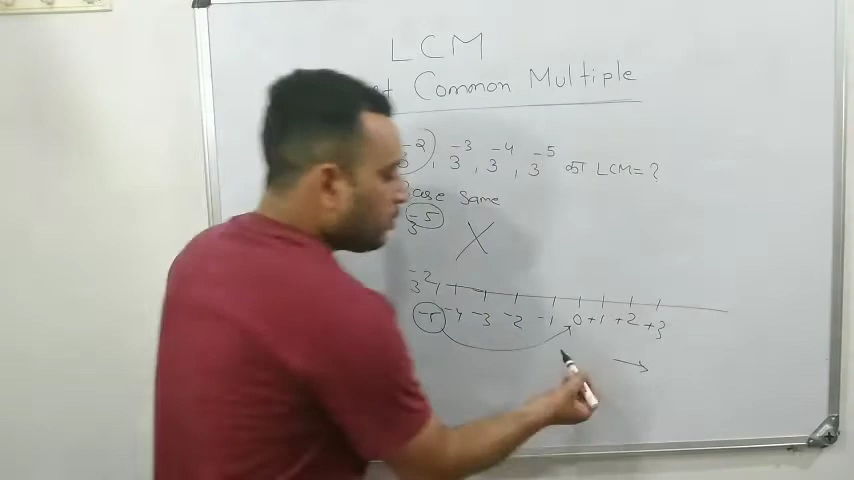 LCM
Common Multiple
3⁻², 3⁻³, 3⁻⁴, 3⁻⁵ का LCM = ?
Base Same
3⁻⁵ X
3⁻²
-5 -4 -3 -2 -1 0 +1 +2 +3